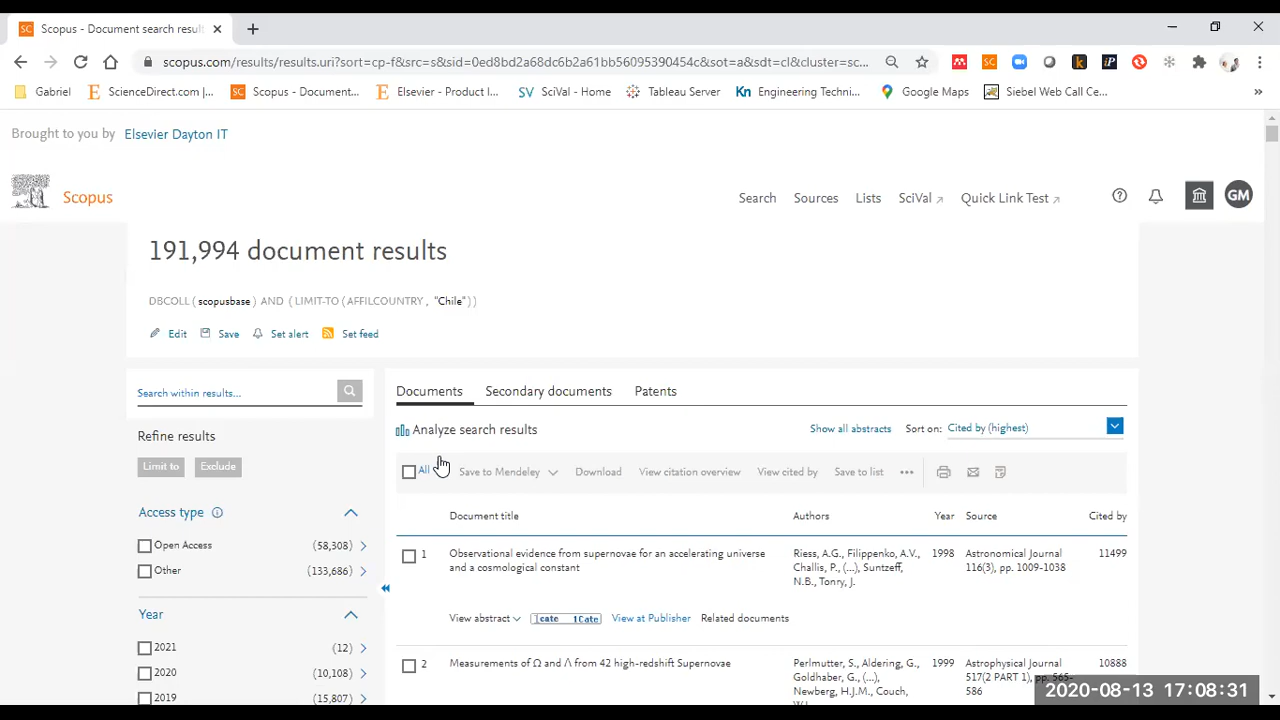 SC Scopus - Document search result
scopus.com/results/results.uri?sort=cp-f&src=s&sid=0ed8bd2a68dc6b2a61bb56095390454c&sot=a&sdt=cl&cluster=sc...
Gabriel ScienceDirect.com |... Scopus - Documen... Elsevier - Product I... SciVal - Home Tableau Server Engineering Techni... Google Maps Siebel Web Call Ce... »
Brought to you by Elsevier Dayton IT
Scopus
Search Sources Lists SciVal Quick Link Test GM
191,994 document results
DBCOLL ( scopusbase ) AND ( LIMIT-TO ( AFFILCOUNTRY , "Chile" ) )
Edit Save Set alert Set feed
Search within results...
Documents Secondary documents Patents
Refine results
Analyze search results Show all abstracts Sort on: Cited by (highest)
Limit to Exclude
All Save to Mendeley Download View citation overview View cited by Save to list •••
Access type
Document title Authors Year Source Cited by
Open Access (58,308)
Other (133,686)
1 Observational evidence from supernovae for an accelerating universe and a cosmological constant
Riess, A.G., Filippenko, A.V., Challis, P., (...), Suntzeff, N.B., Tonry, J.
1998 Astronomical Journal 116(3), pp. 1009-1038 11499
Year
View abstract 1cate 1Cate View at Publisher Related documents
2021 (12)
2020 (10,108)
2019 (15,807)
2 Measurements of Ω and Λ from 42 high-redshift Supernovae
Perlmutter, S., Aldering, G., Goldhaber, G., (...), Newberg, H.J.M., Couch,
1999 Astrophysical Journal 517(2 PART 1), pp. 565-586 10888
2020-08-13 17:08:31